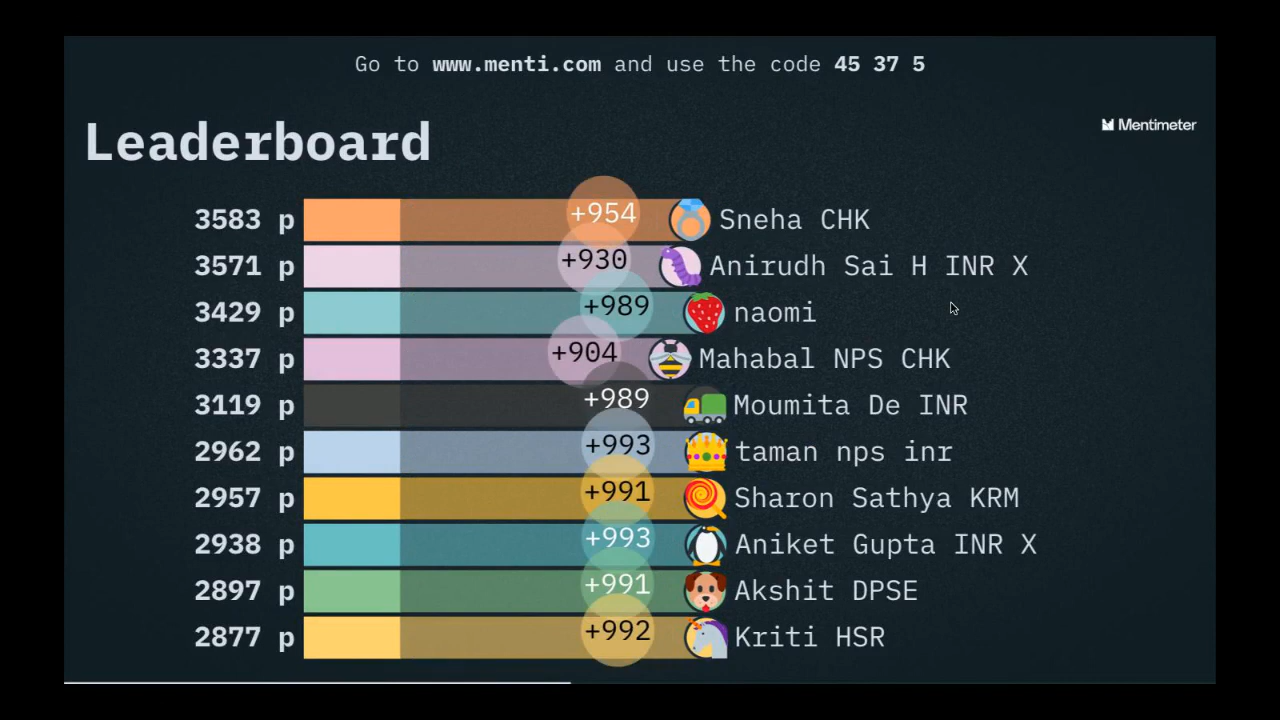 Go to www.menti.com and use the code 45 37 5
Mentimeter
Leaderboard
3583 p +954 Sneha CHK
3571 p +930 Anirudh Sai H INR X
3429 p +989 naomi
3337 p +904 Mahabal NPS CHK
3119 p +989 Moumita De INR
2962 p +993 taman nps inr
2957 p +991 Sharon Sathya KRM
2938 p +993 Aniket Gupta INR X
2897 p +991 Akshit DPSE
2877 p +992 Kriti HSR